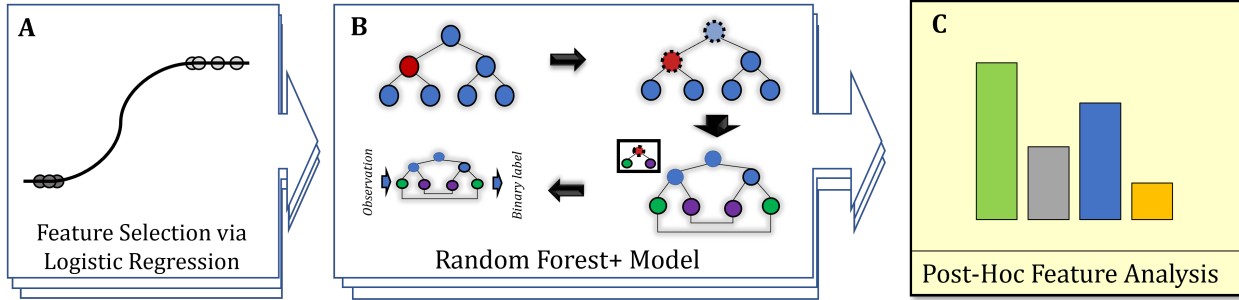 A
Feature Selection via
Logistic Regression
B
Observation
Binary label
Random Forest+ Model
C
Post-Hoc Feature Analysis